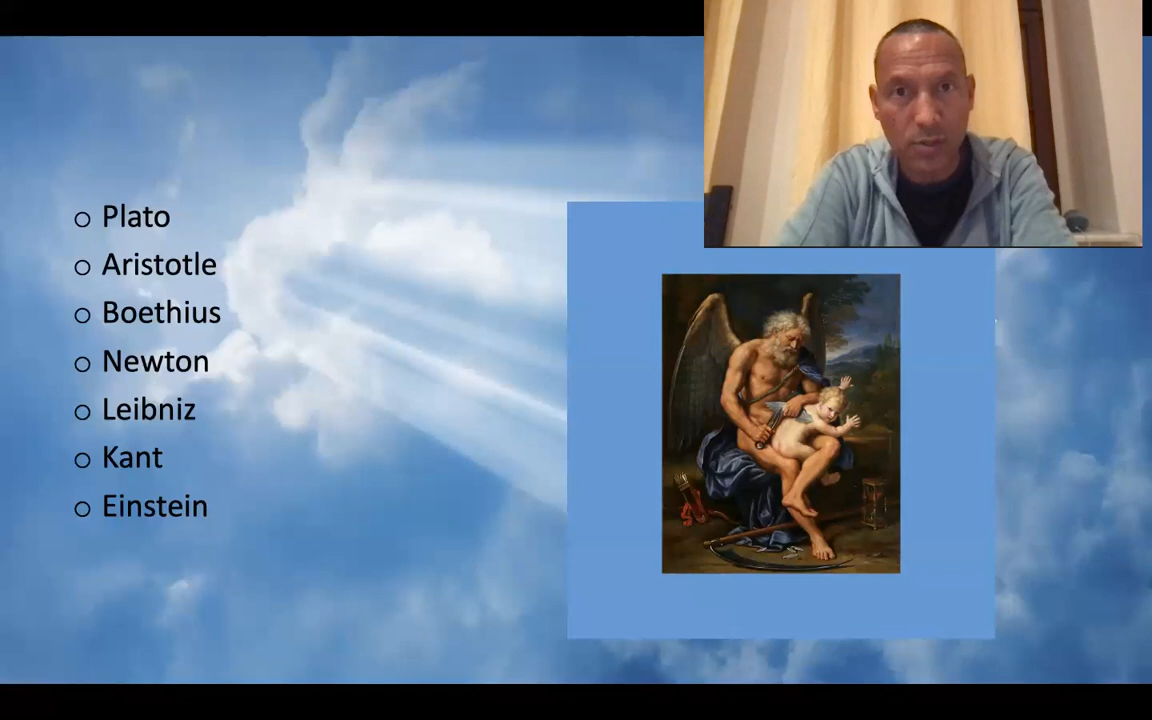 Plato
Aristotle
Boethius
Newton
Leibniz
Kant
Einstein